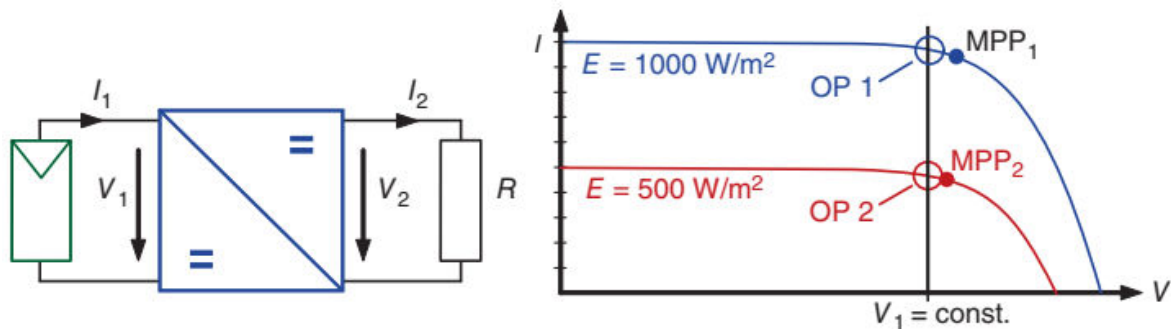 I₁
I₂
V₁
V₂
R
=
=
I
E = 1000 W/m²
MPP₁
OP 1
E = 500 W/m²
MPP₂
OP 2
V
V₁ = const.